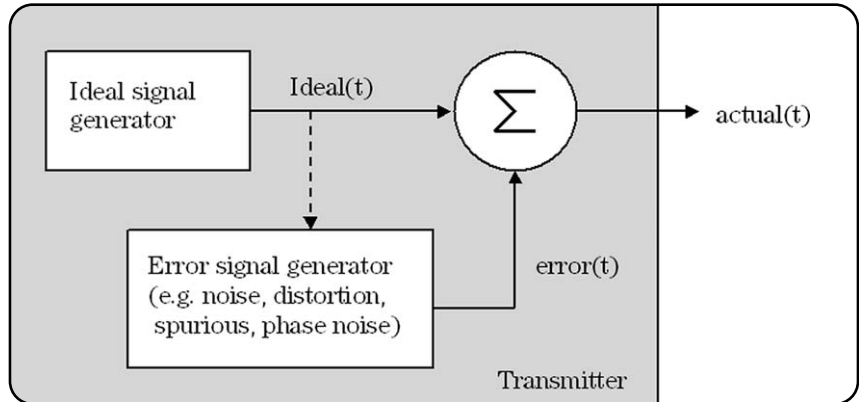 Ideal signal
generator
Ideal(t)
Σ
actual(t)
Error signal generator
(e.g. noise, distortion,
spurious, phase noise)
error(t)
Transmitter